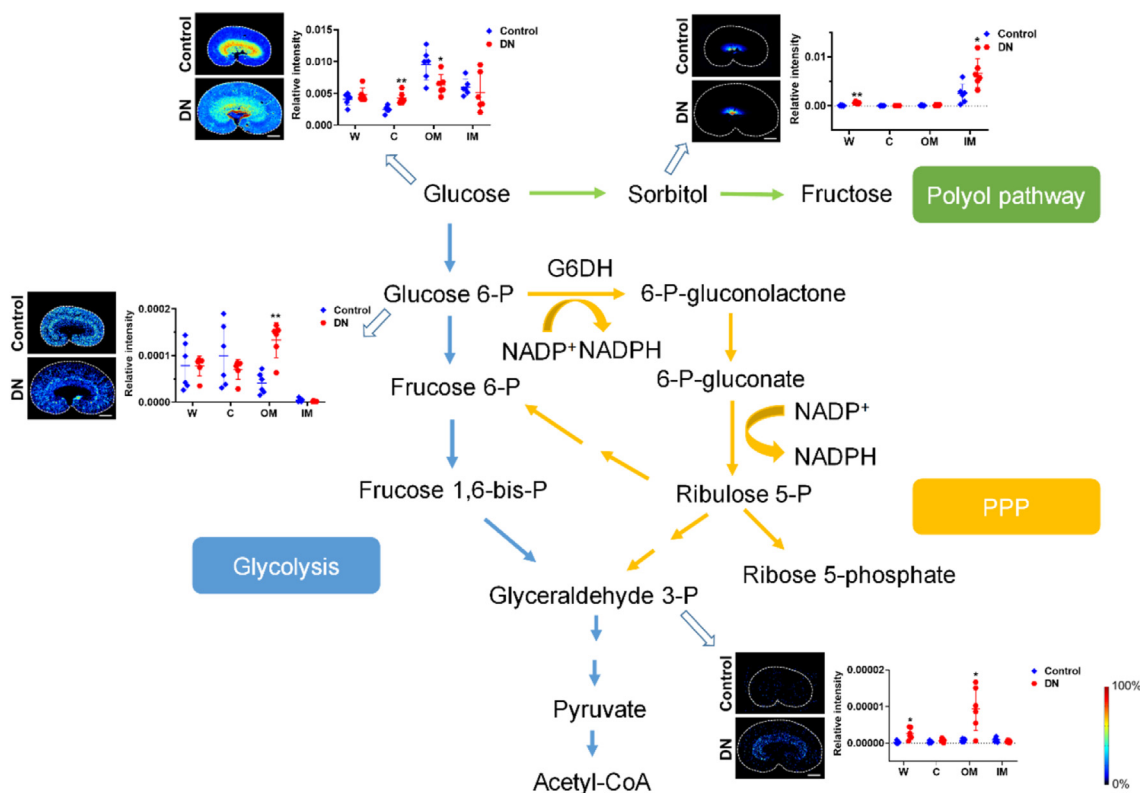 Control
DN
Relative intensity
0.015
0.010
0.005
0.000
W C OM IM
** *
Control
DN
Control
DN
Relative intensity
0.01
0.00
W C OM IM
** *
Control
DN
Glucose
Sorbitol
Fructose
Polyol pathway
G6DH
Glucose 6-P
6-P-gluconolactone
NADP⁺NADPH
Control
DN
Relative intensity
0.0002
0.0001
0.0000
W C OM IM
**
Control
DN
Frucose 6-P
6-P-gluconate
NADP⁺
NADPH
Frucose 1,6-bis-P
Ribulose 5-P
PPP
Glycolysis
Ribose 5-phosphate
Glyceraldehyde 3-P
Pyruvate
Acetyl-CoA
Control
DN
Relative intensity
0.00002
0.00001
0.00000
W C OM IM
* *
Control
DN
100%
0%